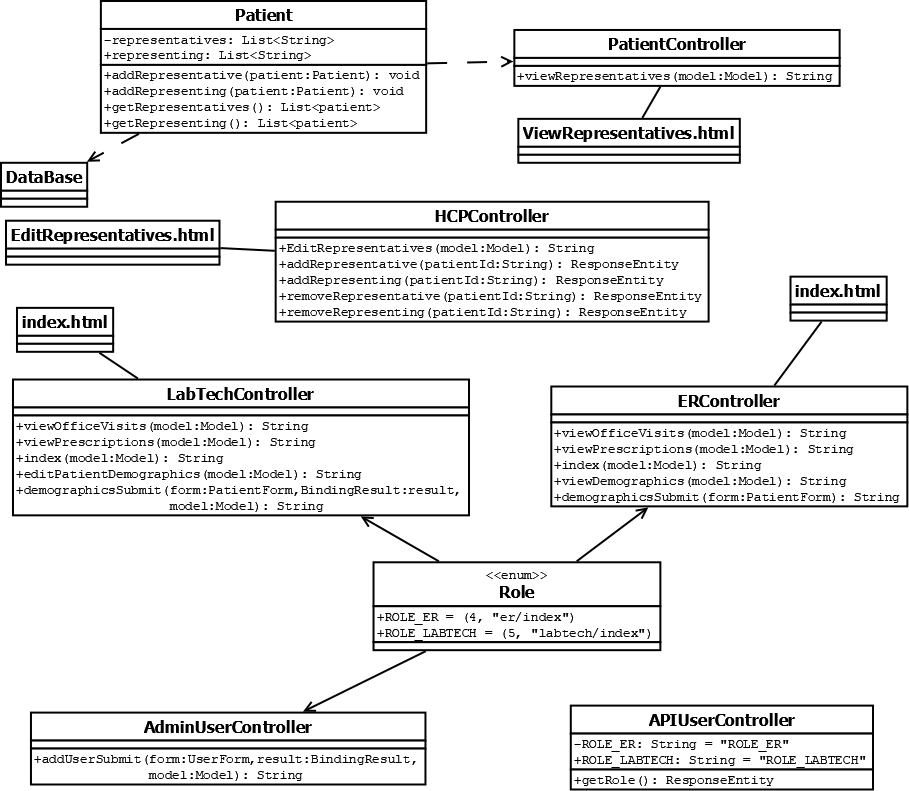 Patient
-representatives: List<String>
+representing: List<String>
+addRepresentative(patient:Patient): void
+addRepresenting(patient:Patient): void
+getRepresentatives(): List<patient>
+getRepresenting(): List<patient>
PatientController
+viewRepresentatives(model:Model): String
ViewRepresentatives.html
DataBase
EditRepresentatives.html
HCPController
+EditRepresentatives(model:Model): String
+addRepresentative(patientId:String): ResponseEntity
+addRepresenting(patientId:String): ResponseEntity
+removeRepresentative(patientId:String): ResponseEntity
+removeRepresenting(patientId:String): ResponseEntity
index.html
index.html
LabTechController
+viewOfficeVisits(model:Model): String
+viewPrescriptions(model:Model): String
+index(model:Model): String
+editPatientDemographics(model:Model): String
+demographicsSubmit(form:PatientForm,BindingResult:result,
model:Model): String
ERController
+viewOfficeVisits(model:Model): String
+viewPrescriptions(model:Model): String
+index(model:Model): String
+viewDemographics(model:Model): String
+demographicsSubmit(form:PatientForm): String
<<enum>>
Role
+ROLE_ER = (4, "er/index")
+ROLE_LABTECH = (5, "labtech/index")
AdminUserController
+addUserSubmit(form:UserForm,result:BindingResult,
model:Model): String
APIUserController
-ROLE_ER: String = "ROLE_ER"
+ROLE_LABTECH: String = "ROLE_LABTECH"
+getRole(): ResponseEntity